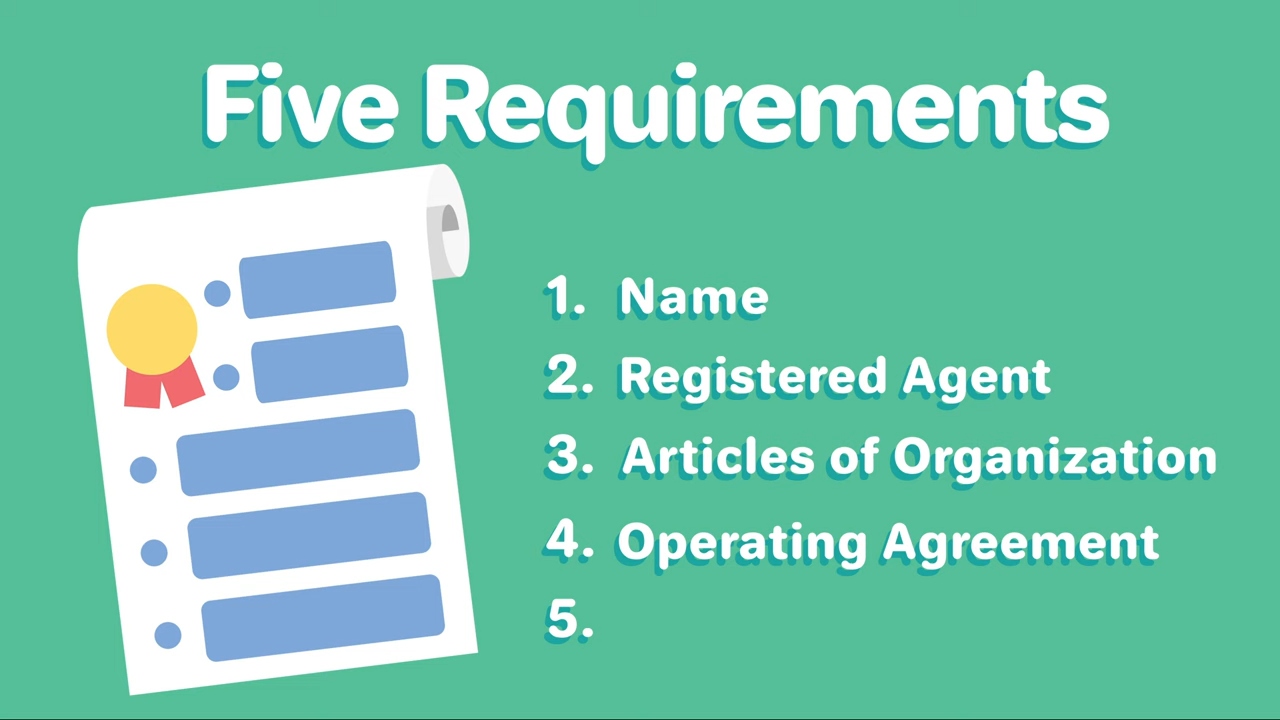 Five Requirements
1. Name
2. Registered Agent
3. Articles of Organization
4. Operating Agreement
5.